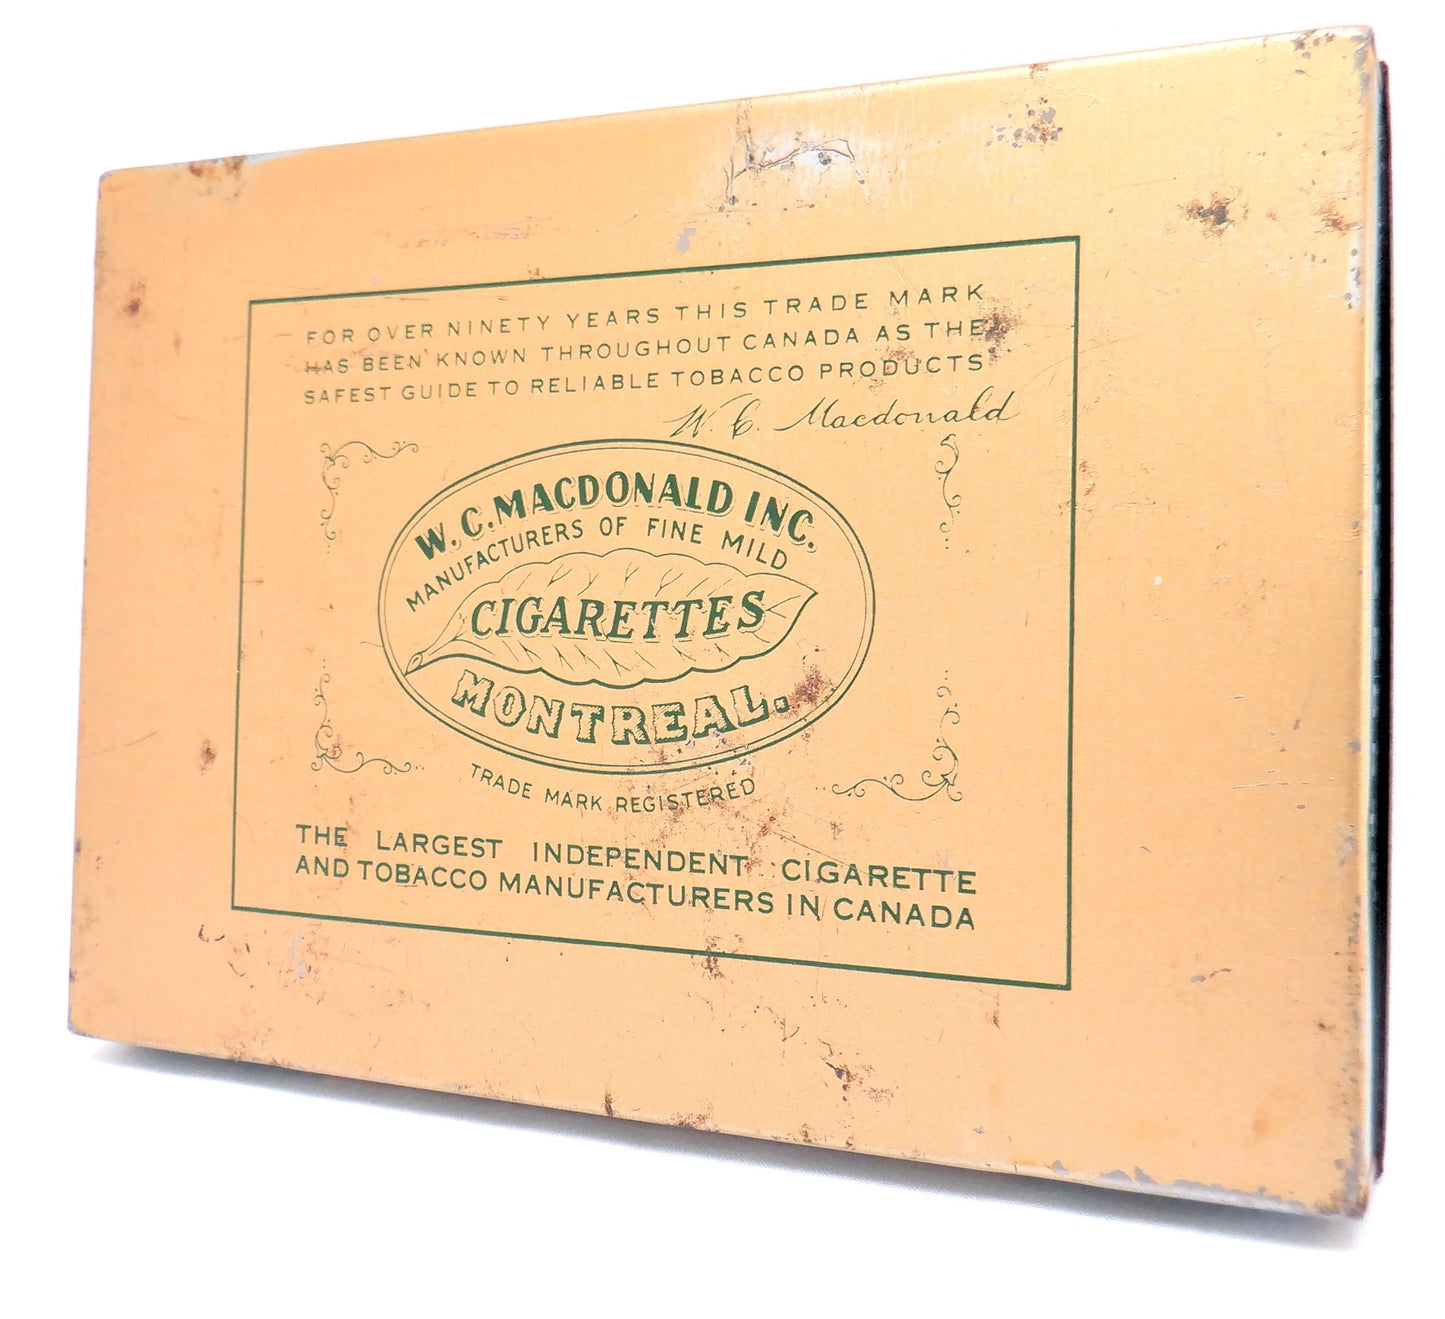 FOR OVER NINETY YEARS THIS TRADE MARK
HAS BEEN KNOWN THROUGHOUT CANADA AS THE
SAFEST GUIDE TO RELIABLE TOBACCO PRODUCTS
W. C. Macdonald
W. C. MACDONALD INC.
MANUFACTURERS OF FINE MILD
CIGARETTES
MONTREAL.
TRADE MARK REGISTERED
THE LARGEST INDEPENDENT CIGARETTE
AND TOBACCO MANUFACTURERS IN CANADA